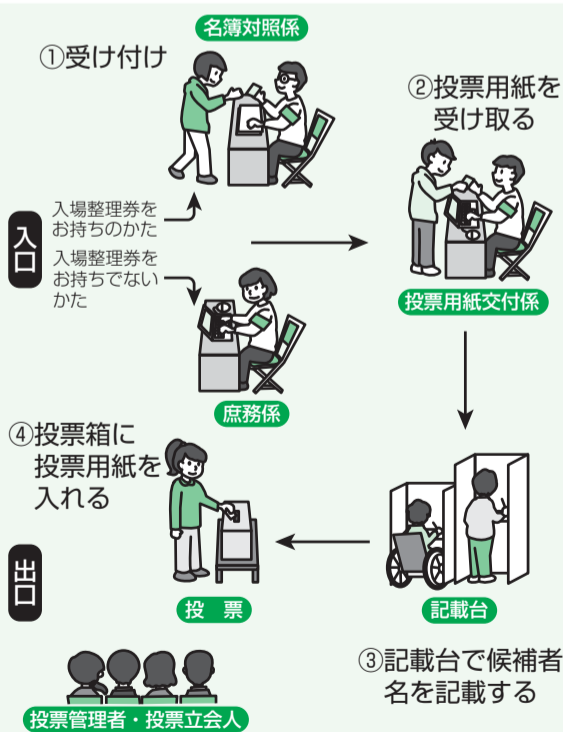 名簿対照係
①受け付け
②投票用紙を
受け取る
入口
入場整理券を
お持ちのかた
入場整理券を
お持ちでない
かた
投票用紙交付係
庶務係
④投票箱に
投票用紙を
入れる
出口
投　票
記載台
③記載台で候補者
名を記載する
投票管理者・投票立会人